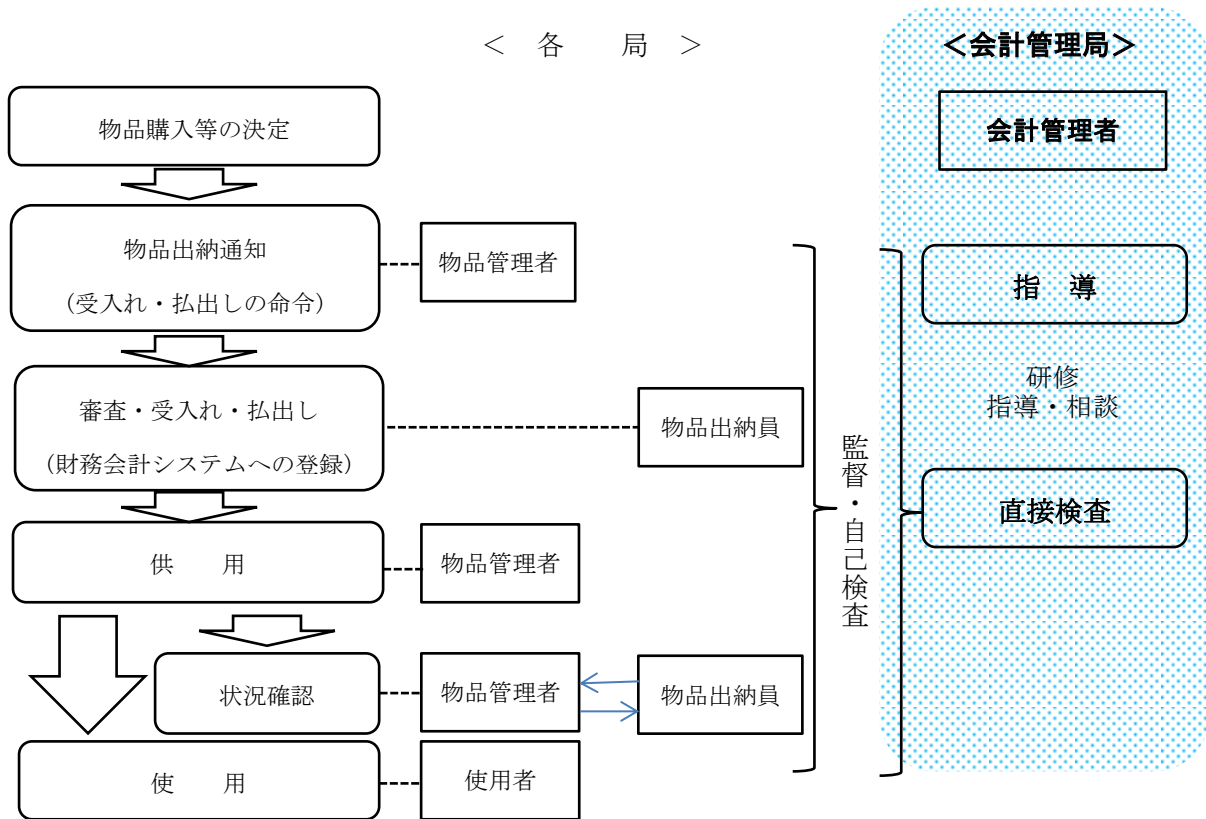 ＜ 各 局 ＞
＜会計管理局＞
物品購入等の決定
会計管理者
物品出納通知
（受入れ・払出しの命令）
物品管理者
指 導
審査・受入れ・払出し
（財務会計システムへの登録）
物品出納員
研修
指導・相談
監督・自己検査
直接検査
供 用
物品管理者
状況確認
物品管理者
物品出納員
使 用
使用者